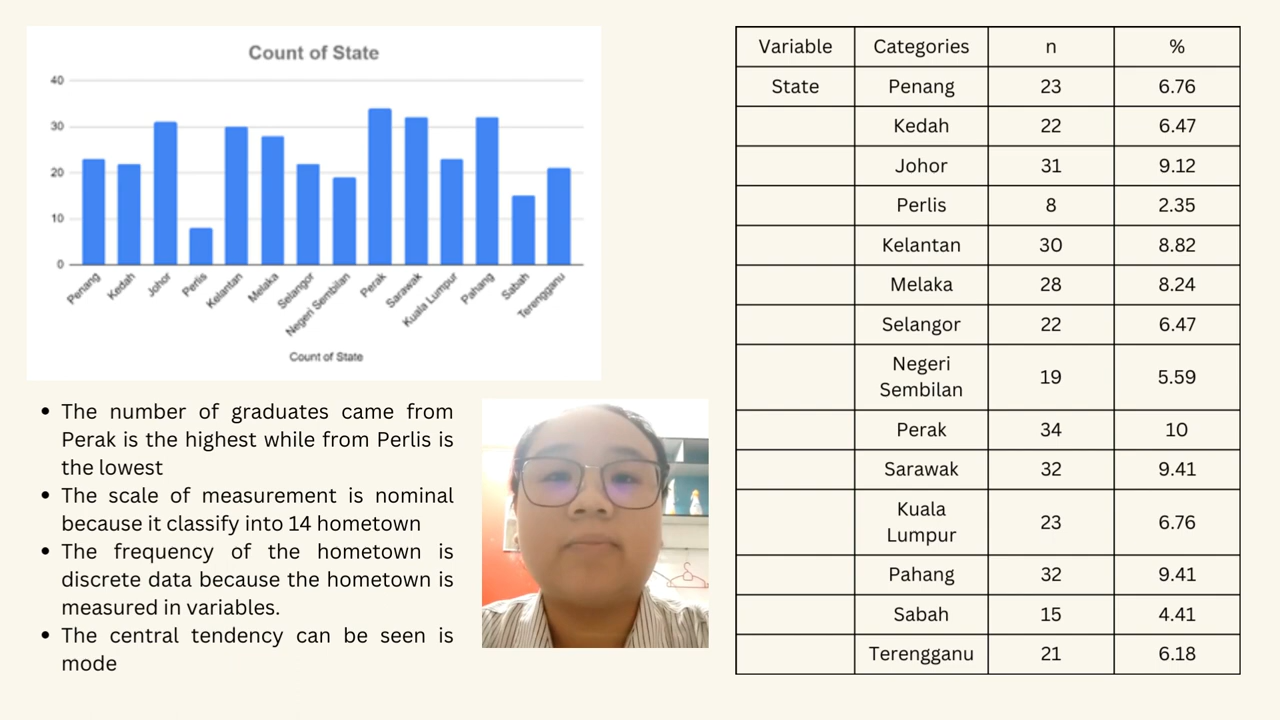 Count of State
40
30
20
10
0
Penang
Kedah
Johor
Perlis
Kelantan
Melaka
Selangor
Negeri Sembilan
Perak
Sarawak
Kuala Lumpur
Pahang
Sabah
Terengganu
Count of State
• The number of graduates came from
Perak is the highest while from Perlis is
the lowest
• The scale of measurement is nominal
because it classify into 14 hometown
• The frequency of the hometown is
discrete data because the hometown is
measured in variables.
• The central tendency can be seen is
mode
Variable Categories n %
State Penang 23 6.76
Kedah 22 6.47
Johor 31 9.12
Perlis 8 2.35
Kelantan 30 8.82
Melaka 28 8.24
Selangor 22 6.47
Negeri
Sembilan 19 5.59
Perak 34 10
Sarawak 32 9.41
Kuala
Lumpur 23 6.76
Pahang 32 9.41
Sabah 15 4.41
Terengganu 21 6.18